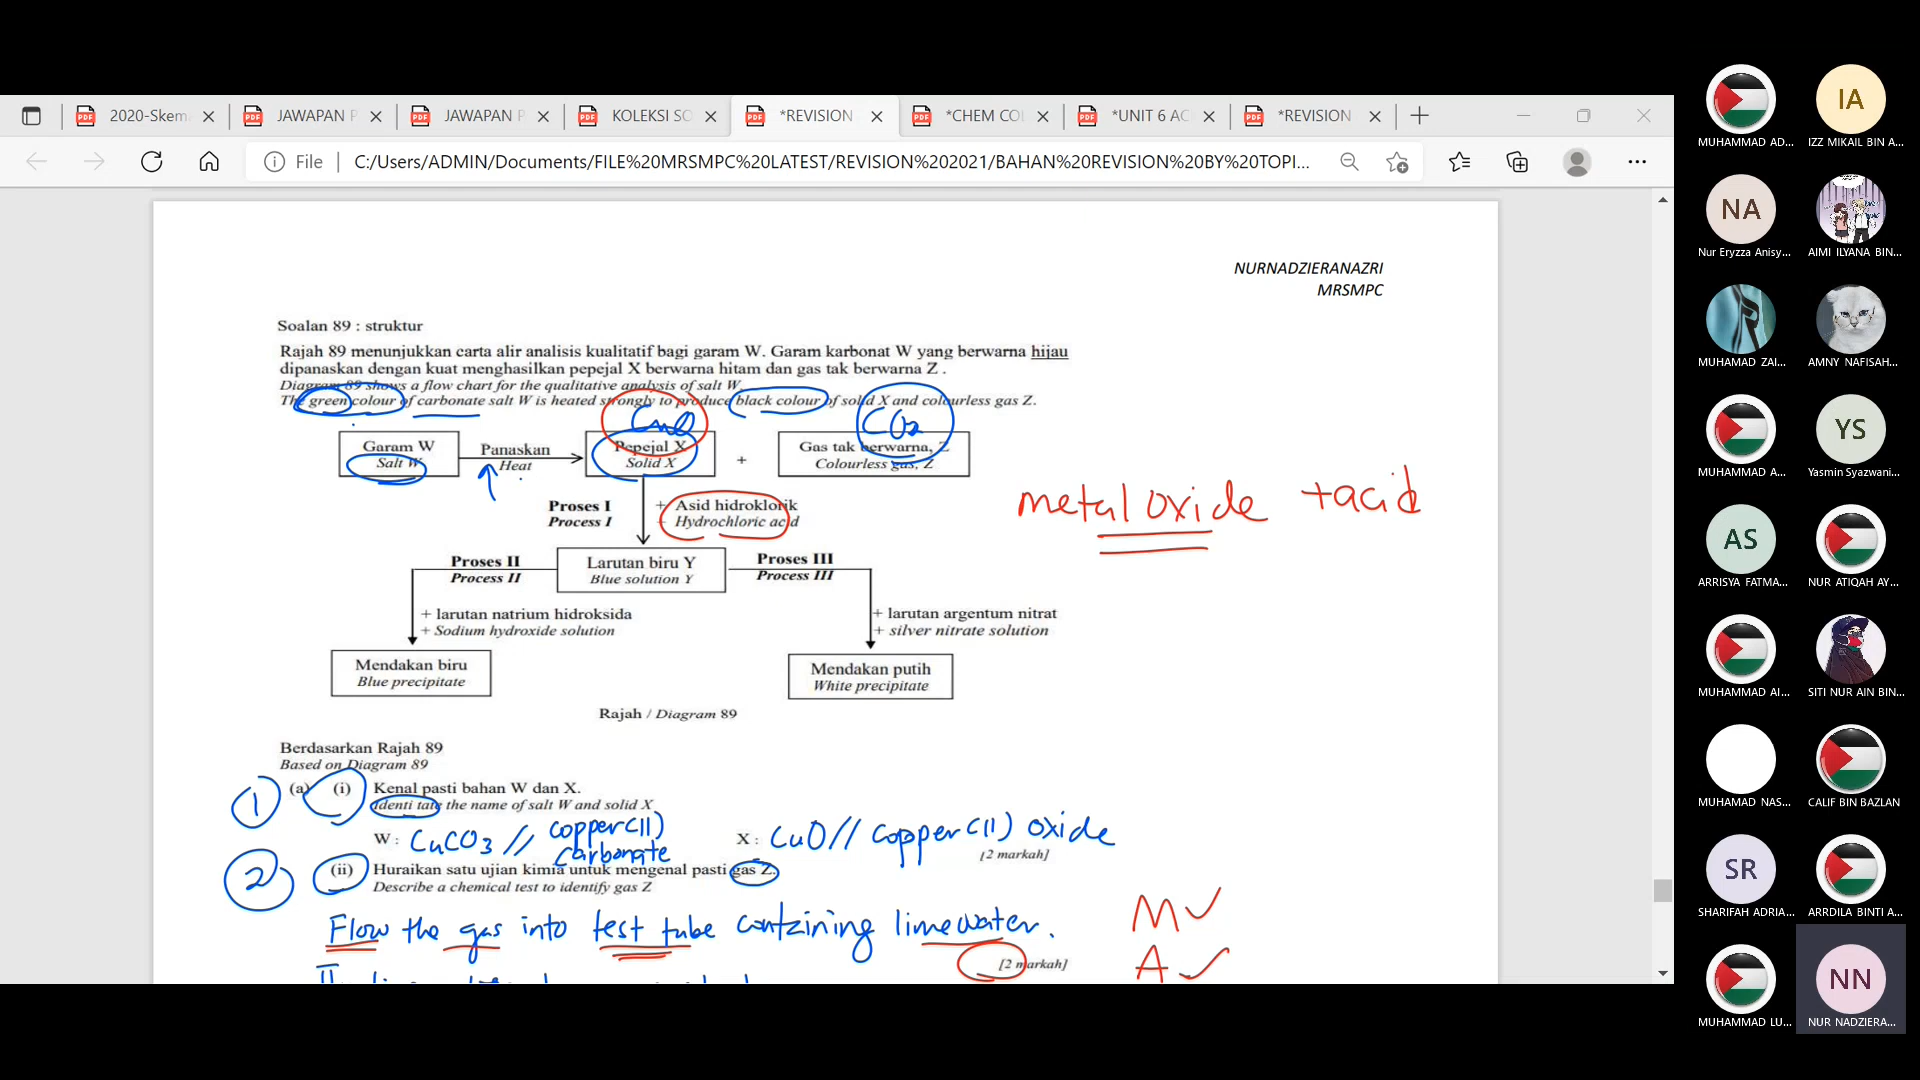 2020-Skem
JAWAPAN P
JAWAPAN P
KOLEKSI SO
*REVISION
*CHEM COL
*UNIT 6 ACI
*REVISION
File
C:/Users/ADMIN/Documents/FILE%20MRSMPC%20LATEST/REVISION%202021/BAHAN%20REVISION%20BY%20TOPI...
NURNADZIERANAZRI
MRSMPC
Soalan 89 : struktur
Rajah 89 menunjukkan carta alir analisis kualitatif bagi garam W. Garam karbonat W yang berwarna hijau
dipanaskan dengan kuat menghasilkan pepejal X berwarna hitam dan gas tak berwarna Z .
Diagram 89 shows a flow chart for the qualitative analysis of salt W.
The green colour of carbonate salt W is heated strongly to produce black colour of solid X and colourless gas Z.
CuO
CO2
Garam W
Salt W
Panaskan
Heat
Pepejal X
Solid X
+
Gas tak berwarna, Z
Colourless gas, Z
Proses I
Process I
+ Asid hidroklorik
+ Hydrochloric acid
metal oxide +acid
Proses II
Process II
Larutan biru Y
Blue solution Y
Proses III
Process III
+ larutan natrium hidroksida
+ Sodium hydroxide solution
+ larutan argentum nitrat
+ silver nitrate solution
Mendakan biru
Blue precipitate
Mendakan putih
White precipitate
Rajah / Diagram 89
Berdasarkan Rajah 89
Based on Diagram 89
1
(a) (i) Kenal pasti bahan W dan X.
Identi tate the name of salt W and solid X
W : CuCO3 // copper(II) carbonate
X : CuO // copper(II) oxide
[2 markah]
2
(ii) Huraikan satu ujian kimia untuk mengenal pasti gas Z.
Describe a chemical test to identify gas Z
Flow the gas into test tube containing limewater.
M ✓
[2 markah]
A ✓
MUHAMMAD AD...
IA
IZZ MIKAIL BIN A...
NA
Nur Eryzza Anisy...
AIMI ILYANA BIN...
MUHAMAD ZAI...
AMNY NAFISAH...
MUHAMMAD A...
YS
Yasmin Syazwani...
AS
ARRISYA FATMA...
NUR ATIQAH AY...
MUHAMMAD AI...
SITI NUR AIN BIN...
MUHAMAD NAS...
CALIF BIN BAZLAN
SR
SHARIFAH ADRIA...
ARRDILA BINTI A...
MUHAMMAD LU...
NN
NUR NADZIERA...